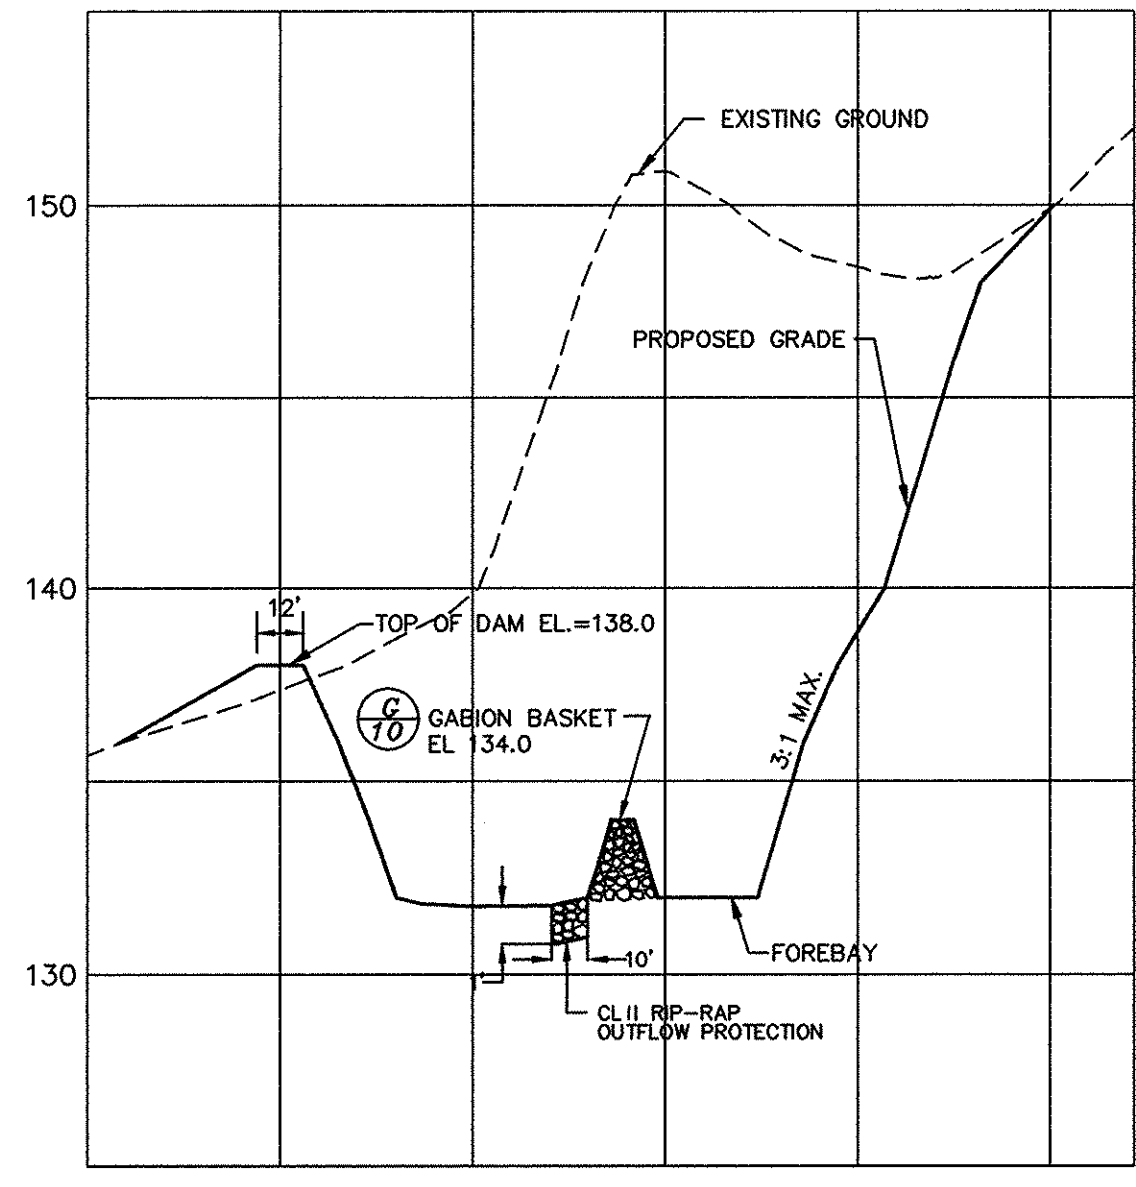 EXISTING GROUND
150
PROPOSED GRADE
140
12'
TOP OF DAM EL.=138.0
3:1 MAX.
G
10
GABION BASKET
EL 134.0
FOREBAY
10'
130
1'
CL II RIP-RAP
OUTFLOW PROTECTION